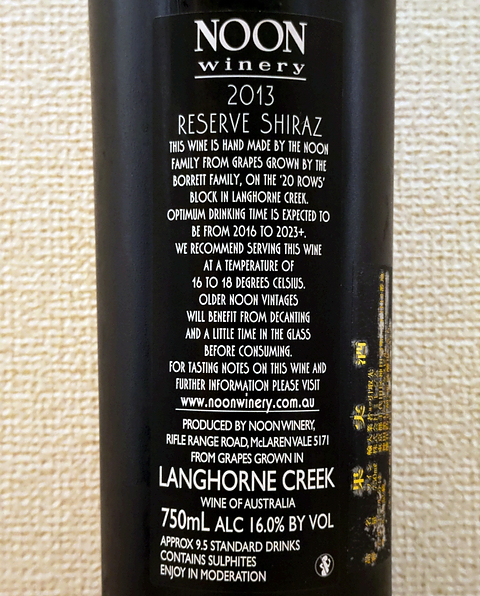 NOON
winery
2013
RESERVE SHIRAZ
THIS WINE IS HAND MADE BY THE NOON
FAMILY FROM GRAPES GROWN BY THE
BORRETT FAMILY, ON THE '20 ROWS'
BLOCK IN LANGHORNE CREEK.
OPTIMUM DRINKING TIME IS EXPECTED TO
BE FROM 2016 TO 2023+.
WE RECOMMEND SERVING THIS WINE
AT A TEMPERATURE OF
16 TO 18 DEGREES CELSIUS.
OLDER NOON VINTAGES
WILL BENEFIT FROM DECANTING
AND A LITTLE TIME IN THE GLASS
BEFORE CONSUMING.
FOR TASTING NOTES ON THIS WINE AND
FURTHER INFORMATION PLEASE VISIT
www.noonwinery.com.au
PRODUCED BY NOON WINERY,
RIFLE RANGE ROAD, McLAREN VALE 5171
FROM GRAPES GROWN IN
LANGHORNE CREEK
WINE OF AUSTRALIA
750mL ALC 16.0% BY VOL
APPROX 9.5 STANDARD DRINKS
CONTAINS SULPHITES
ENJOY IN MODERATION